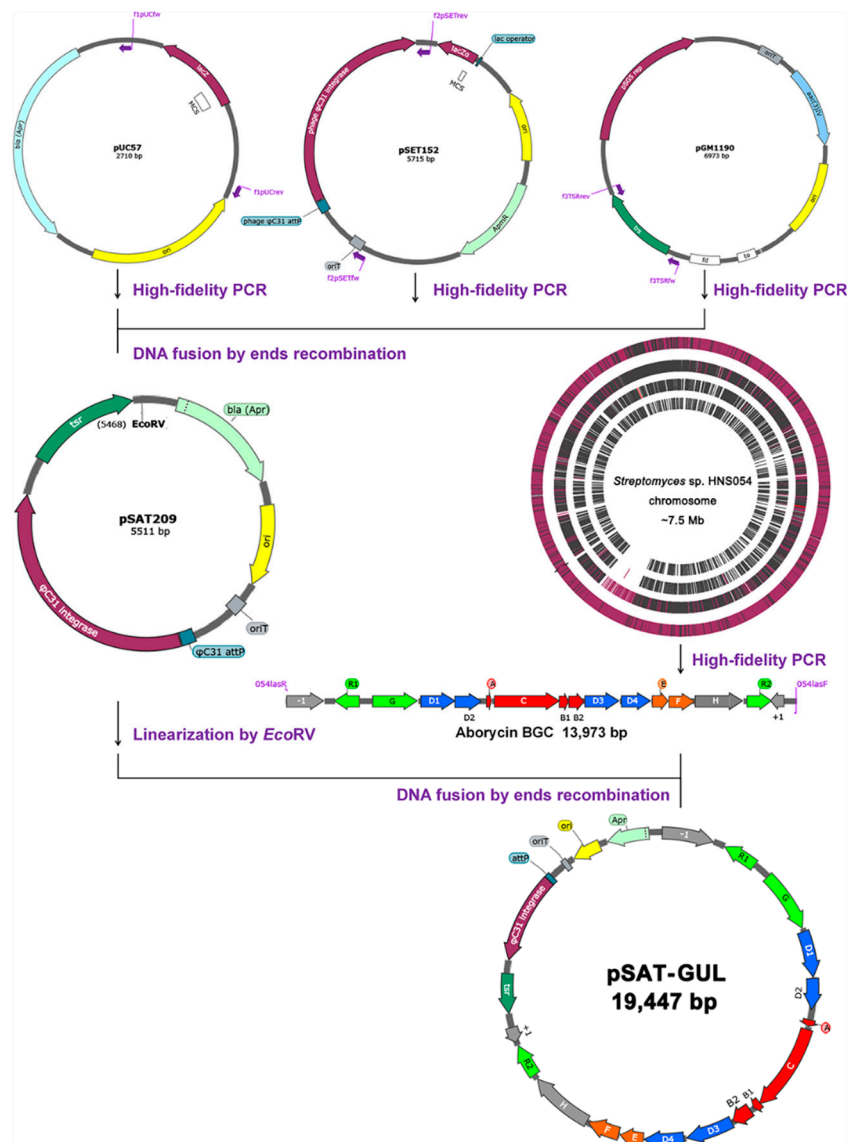 f1pUCfw
lacZ
MCS
bla (Apr)
pUC57
2710 bp
f1pUCrev
ori
f2pSETrev
lac operator
lacZα
MCS
phage φC31 integrase
ori
pSET152
5715 bp
phage φC31 attP
ApmR
oriT
f2pSETfw
pSG5 rep
oriT
aac(3)IV
pGM1190
6973 bp
f3TSRrev
ori
tsr
fd
to
f3TSRfw
High-fidelity PCR
High-fidelity PCR
High-fidelity PCR
DNA fusion by ends recombination
tsr
(5468)
EcoRV
bla (Apr)
pSAT209
5511 bp
ori
φC31 integrase
oriT
φC31 attP
Streptomyces sp. HNS054
chromosome
~7.5 Mb
High-fidelity PCR
054lasR
-1
R1
G
D1
D2
A
C
B1
B2
D3
D4
E
F
H
R2
+1
054lasF
Linearization by EcoRV
Aborycin BGC 13,973 bp
DNA fusion by ends recombination
Apr
ori
oriT
attP
-1
R1
G
φC31 integrase
D1
pSAT-GUL
19,447 bp
D2
tsr
A
+1
R2
C
H
B1
B2
F
E
D4
D3